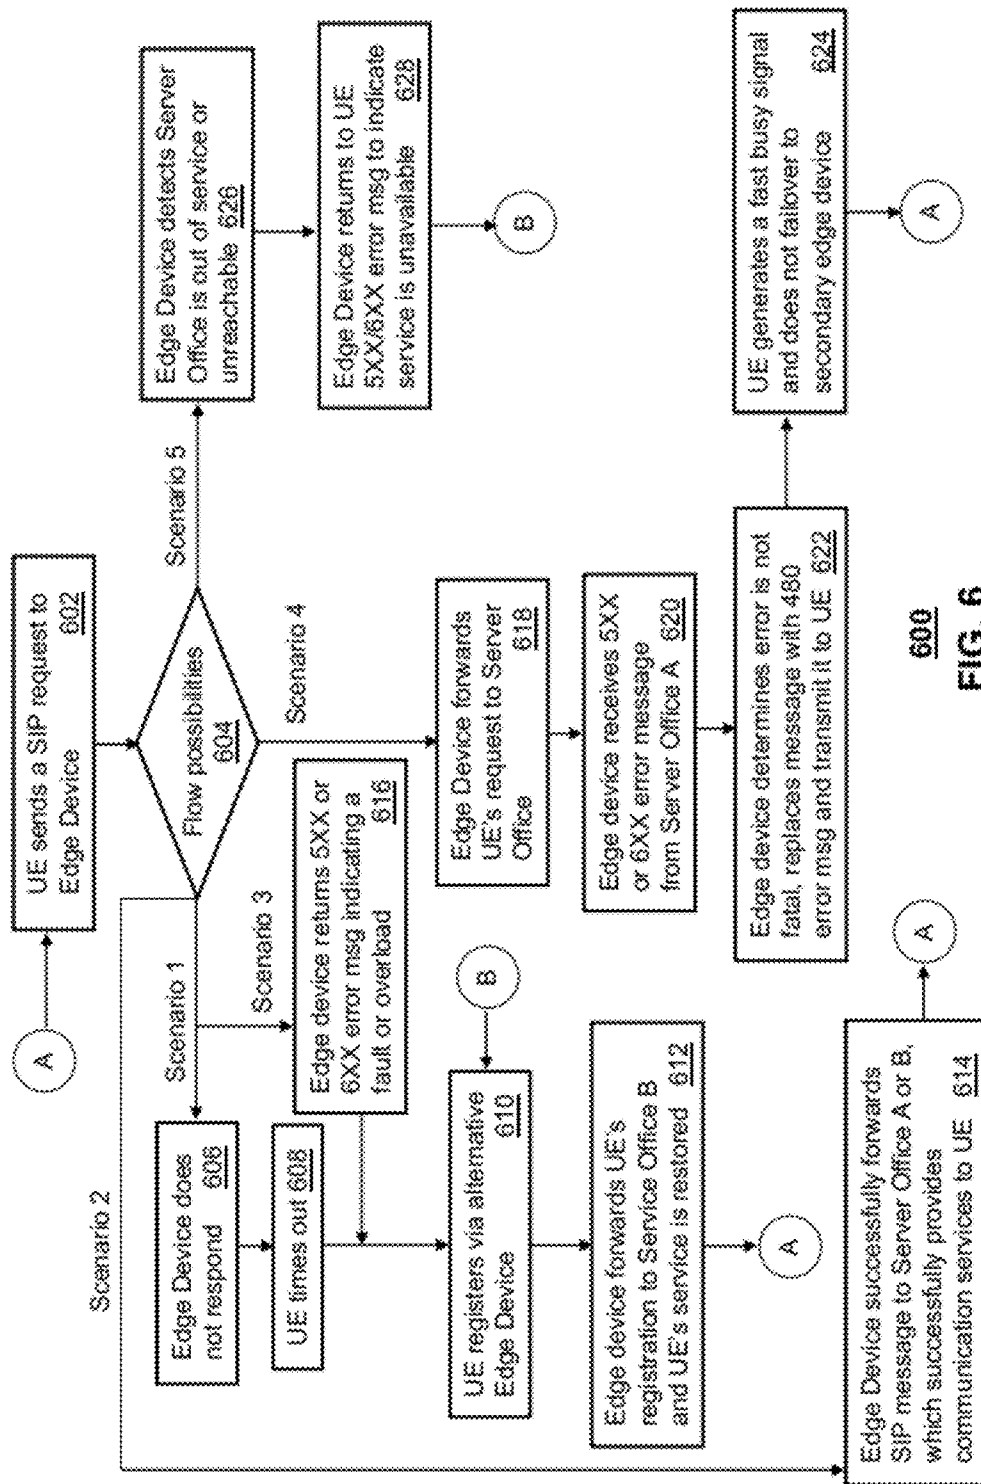 A
UE sends a SIP request to
Edge Device 602
Flow possibilities
604
Scenario 1
Scenario 2
Scenario 3
Scenario 4
Scenario 5
Edge Device does
not respond 606
UE times out 608
Edge device returns 5XX or
6XX error msg indicating a
fault or overload 616
B
UE registers via alternative
Edge Device 610
Edge device forwards UE's
registration to Service Office B
and UE's service is restored 612
A
Edge Device successfully forwards
SIP message to Server Office A or B,
which successfully provides
communication services to UE 614
A
Edge Device forwards
UE's request to Server
Office 618
Edge device receives 5XX
or 6XX error message
from Server Office A 620
Edge device determines error is not
fatal, replaces message with 480
error msg and transmit it to UE 622
UE generates a fast busy signal
and does not failover to
secondary edge device 624
A
Edge Device detects Server
Office is out of service or
unreachable 626
Edge Device returns to UE
5XX/6XX error msg to indicate
service is unavailable 628
B
600
FIG. 6